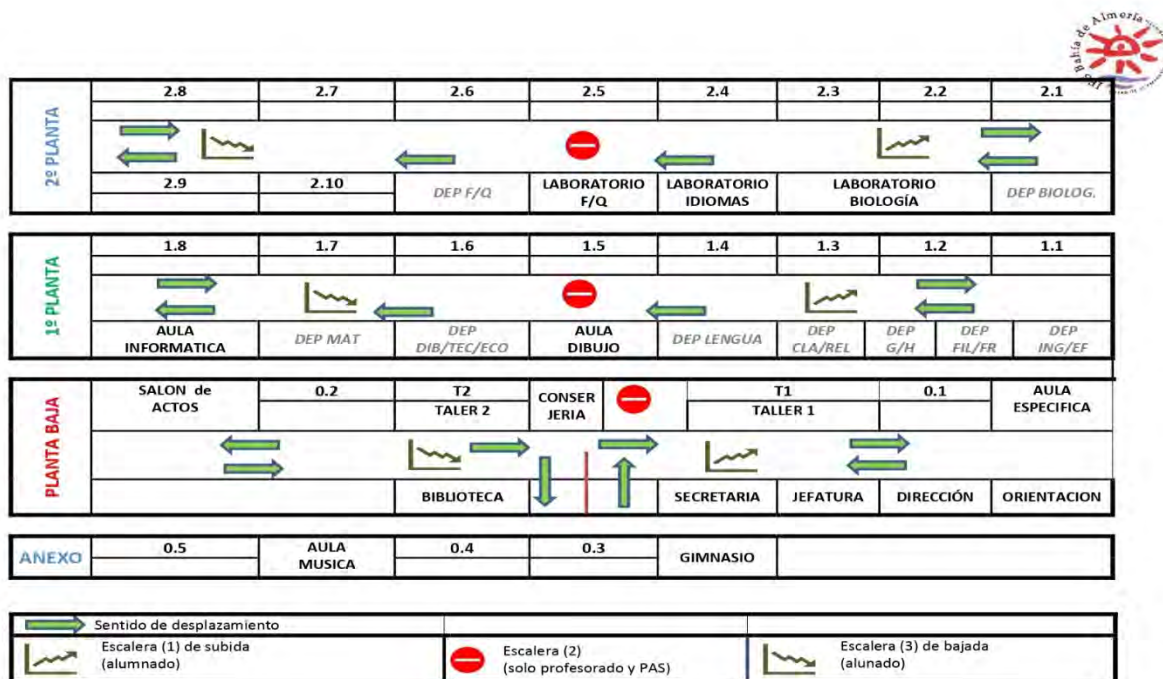 IPD Bahía de Almería
2º PLANTA
2.8 2.7 2.6 2.5 2.4 2.3 2.2 2.1
2.9 2.10 DEP F/Q LABORATORIO F/Q LABORATORIO IDIOMAS LABORATORIO BIOLOGÍA DEP BIOLOG.
1º PLANTA
1.8 1.7 1.6 1.5 1.4 1.3 1.2 1.1
AULA INFORMATICA DEP MAT DEP DIB/TEC/ECO AULA DIBUJO DEP LENGUA DEP CLA/REL DEP G/H DEP FIL/FR DEP ING/EF
PLANTA BAJA
SALON de ACTOS 0.2 T2 TALER 2 CONSER JERIA T1 TALLER 1 0.1 AULA ESPECIFICA
BIBLIOTECA SECRETARIA JEFATURA DIRECCIÓN ORIENTACION
ANEXO
0.5 AULA MUSICA 0.4 0.3 GIMNASIO
Sentido de desplazamiento
Escalera (1) de subida
(alumnado)
Escalera (2)
(solo profesorado y PAS)
Escalera (3) de bajada
(alunado)